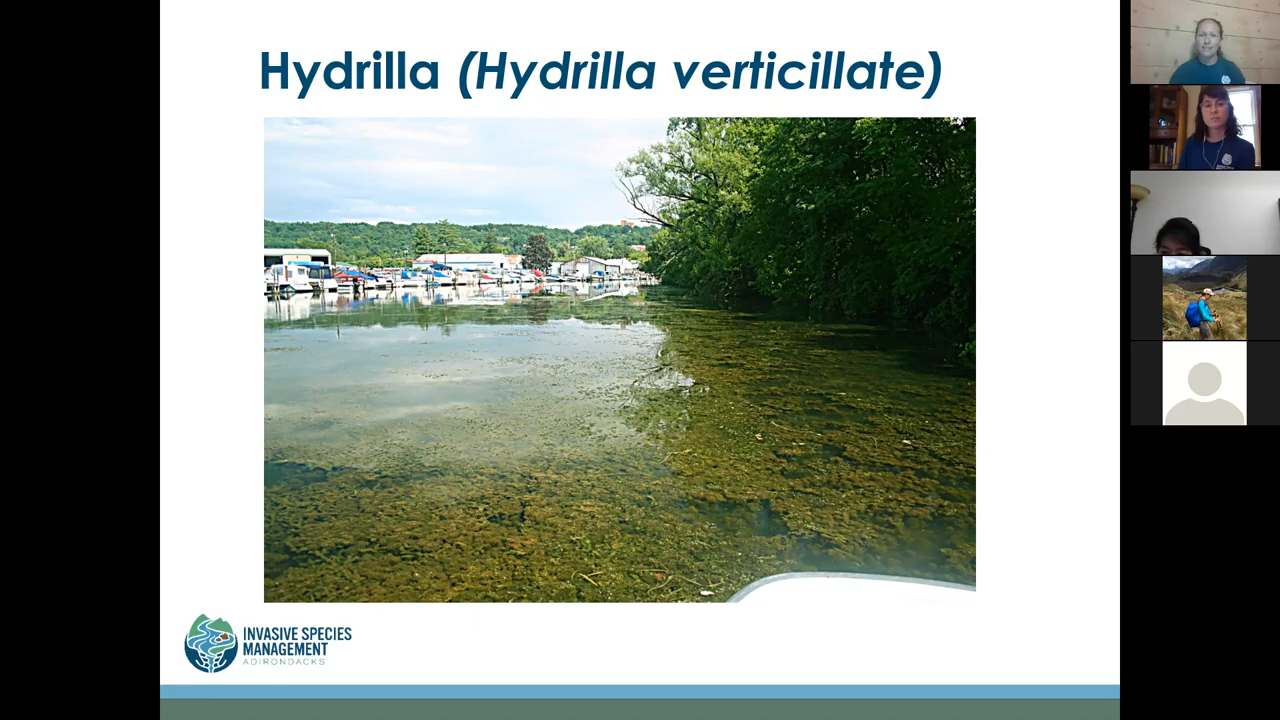 Hydrilla (Hydrilla verticillate)
INVASIVE SPECIES
MANAGEMENT
ADIRONDACKS